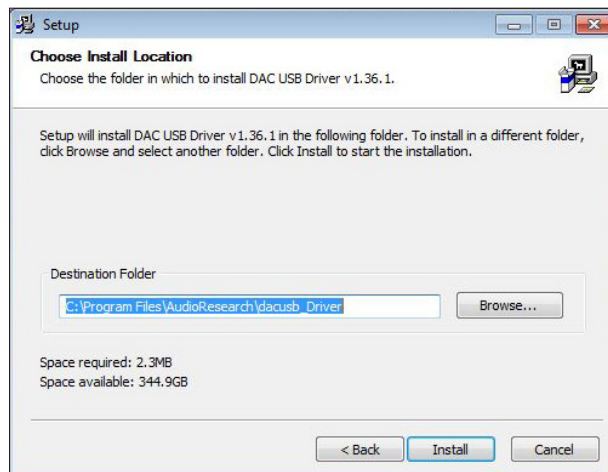 Setup
Choose Install Location
Choose the folder in which to install DAC USB Driver v1.36.1.
Setup will install DAC USB Driver v1.36.1 in the following folder. To install in a different folder,
click Browse and select another folder. Click Install to start the installation.
Destination Folder
C:\Program Files\AudioResearch\dacusb_Driver
Browse...
Space required: 2.3MB
Space available: 344.9GB
< Back
Install
Cancel